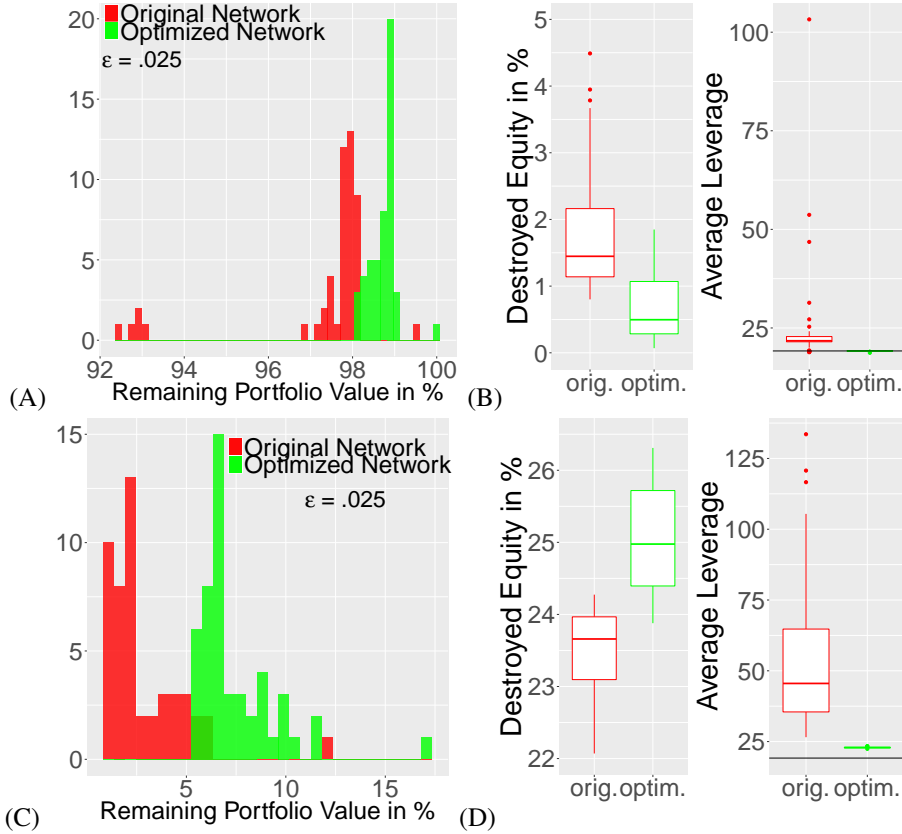 Original Network
Optimized Network
ε = .025
20
15
10
5
0
92
94
96
98
100
Remaining Portfolio Value in %
(A)
Destroyed Equity in %
5
4
3
2
1
0
orig.
optim.
Average Leverage
100
75
50
25
orig.
optim.
(B)
Original Network
Optimized Network
ε = .025
15
10
5
0
5
10
15
Remaining Portfolio Value in %
(C)
Destroyed Equity in %
26
25
24
23
22
orig.
optim.
Average Leverage
125
100
75
50
25
orig.
optim.
(D)